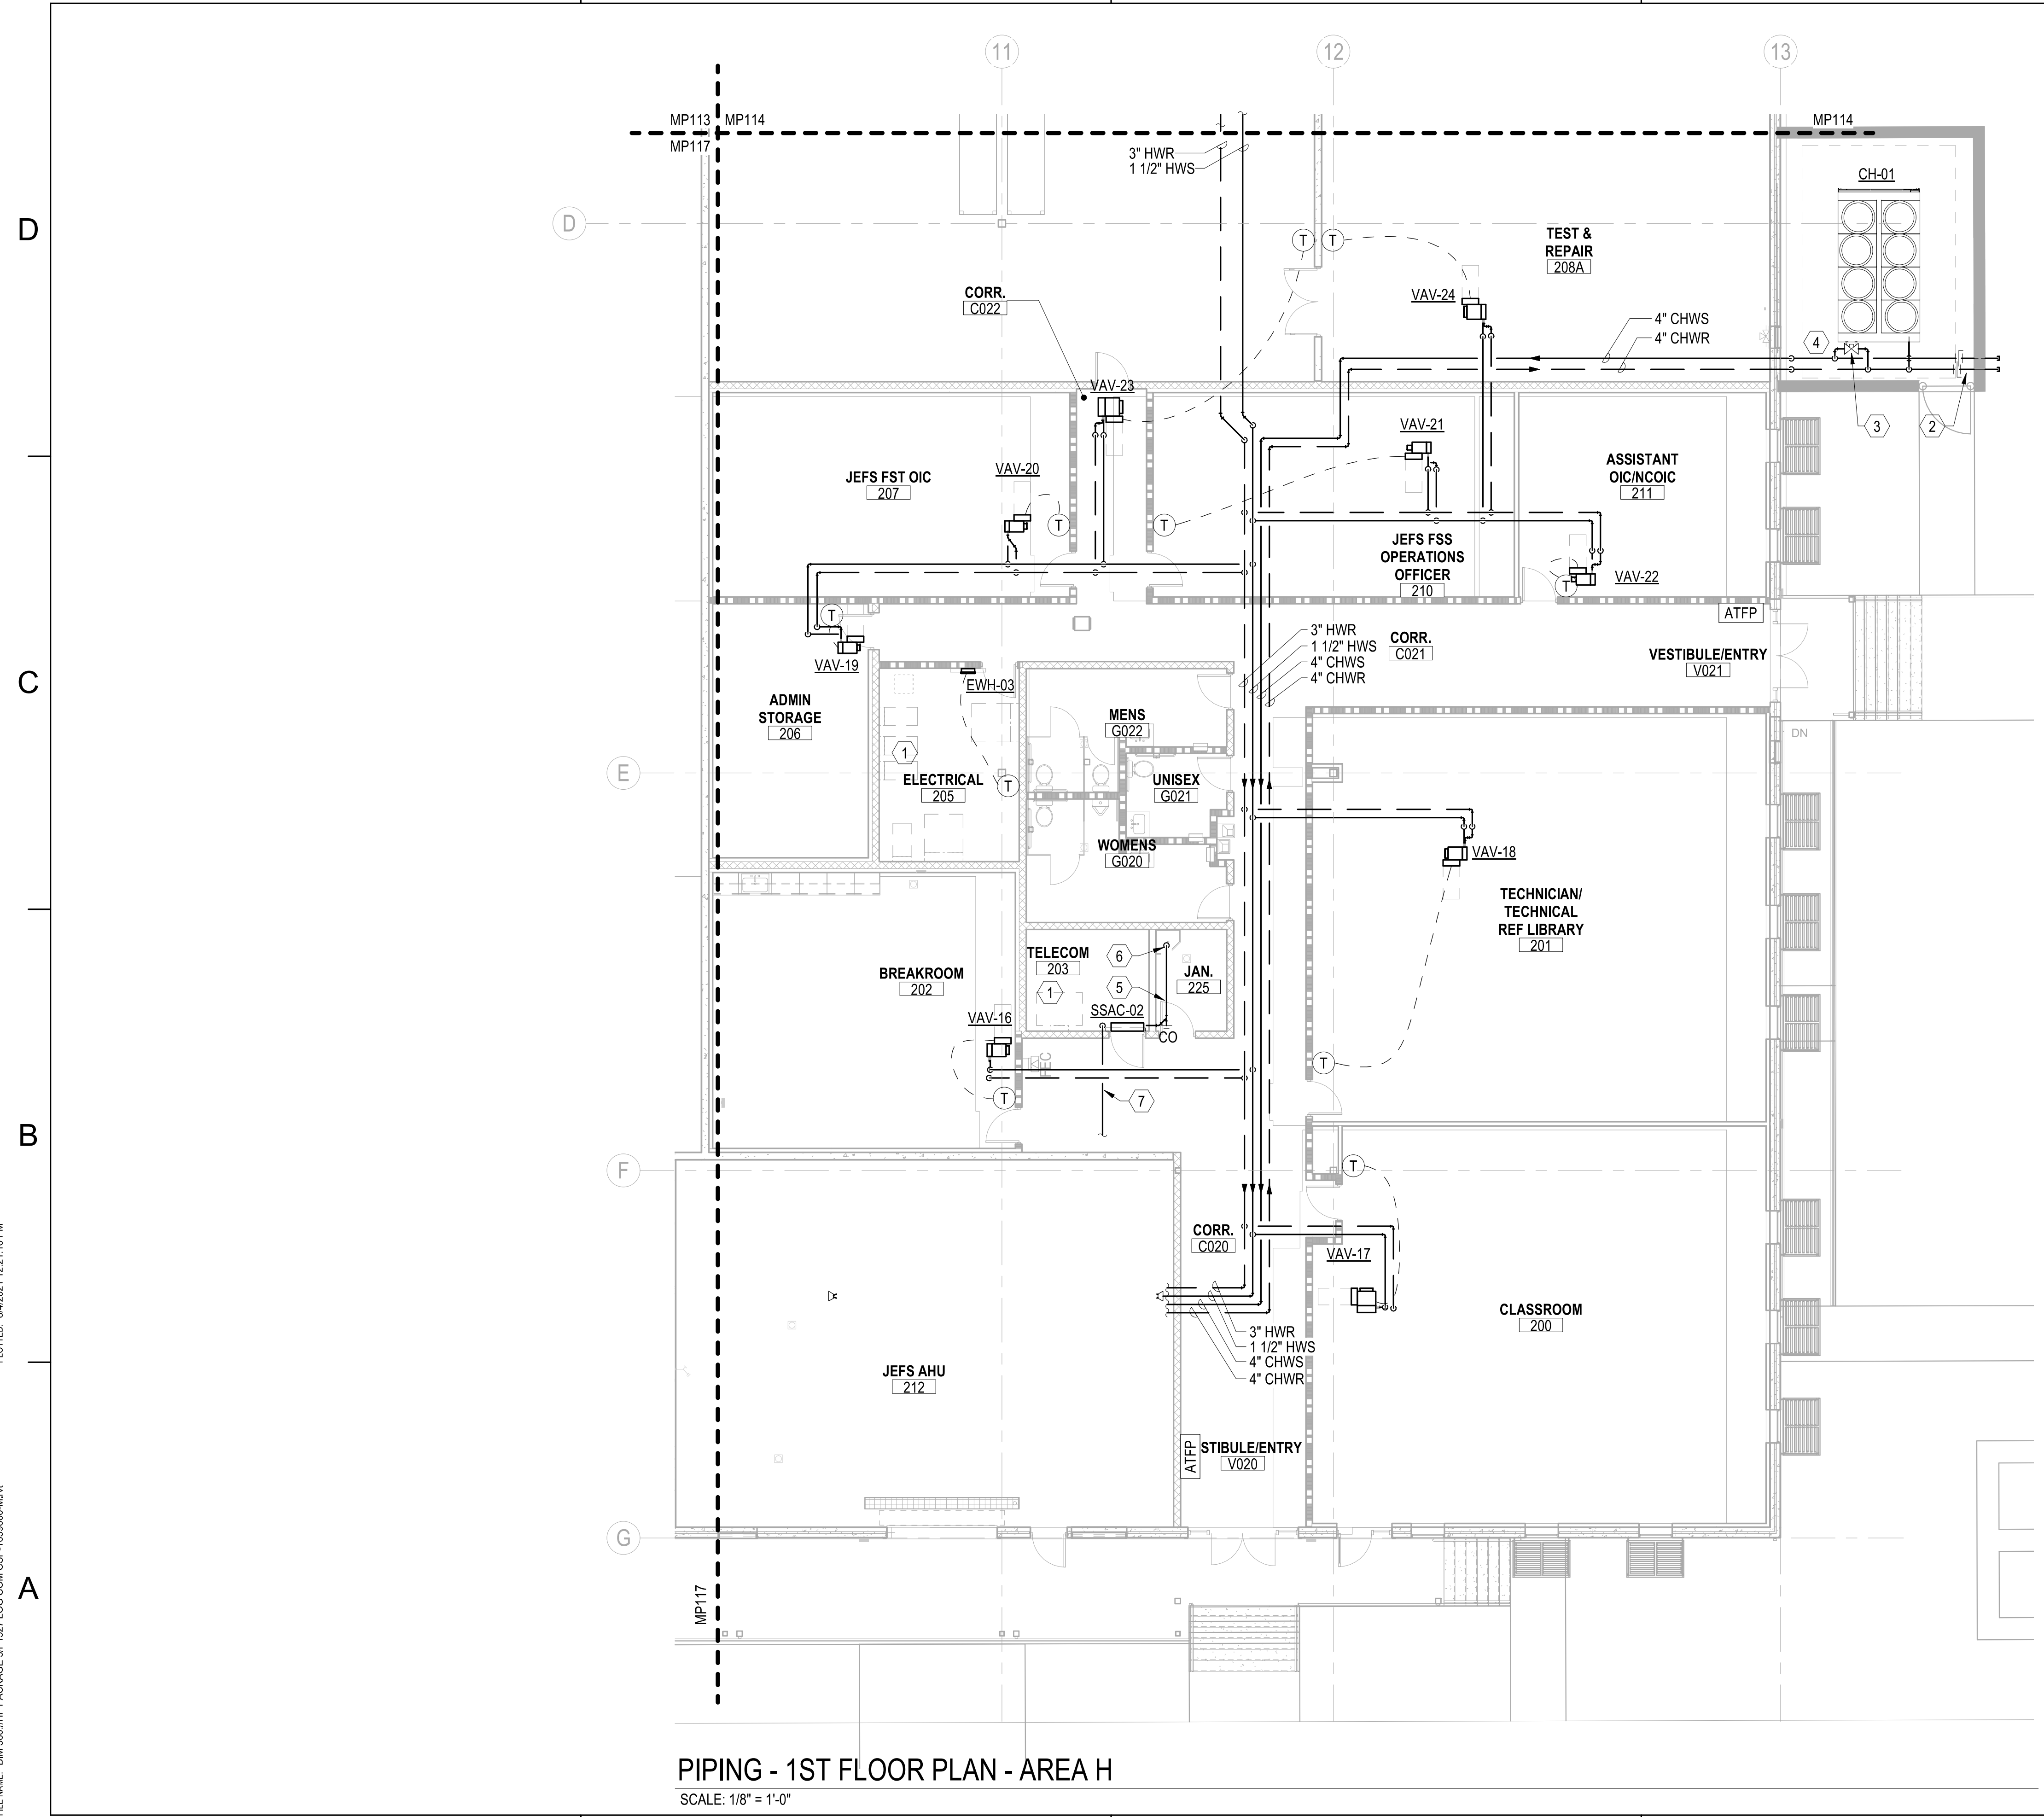 11
12
13
MP113
MP114
MP114
MP117
3" HWR
1 1/2" HWS
CH-01
D
D
TEST &
REPAIR
208A
CORR.
C022
VAV-24
4" CHWS
4" CHWR
4
3
2
VAV-23
VAV-21
VAV-20
JEFS FST OIC
207
ASSISTANT
OIC/NCOIC
211
JEFS FSS
OPERATIONS
OFFICER
210
VAV-22
ATFP
3" HWR
1 1/2" HWS
4" CHWS
4" CHWR
CORR.
C021
VESTIBULE/ENTRY
V021
C
VAV-19
EWH-03
ADMIN
STORAGE
206
MENS
G022
DN
E
1
ELECTRICAL
205
UNISEX
G021
WOMENS
G020
VAV-18
TECHNICIAN/
TECHNICAL
REF LIBRARY
201
TELECOM
203
6
BREAKROOM
202
JAN.
225
1
5
SSAC-02
VAV-16
CO
FEC
7
B
F
T
T
T
T
T
T
T
T
T
T
T
CORR.
C020
VAV-17
CLASSROOM
200
3" HWR
1 1/2" HWS
4" CHWS
4" CHWR
JEFS AHU
212
ATFP
STIBULE/ENTRY
V020
G
A
MP117
PIPING - 1ST FLOOR PLAN - AREA H
SCALE: 1/8" = 1'-0"